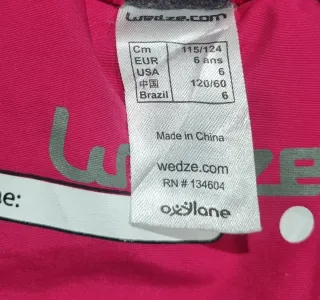 wedze.com
Cm 115/124
EUR 6 ans
USA 6
中国 120/60
Brazil 6
Made in China
wedze.com
RN # 134604
oxylane
wedze
e: